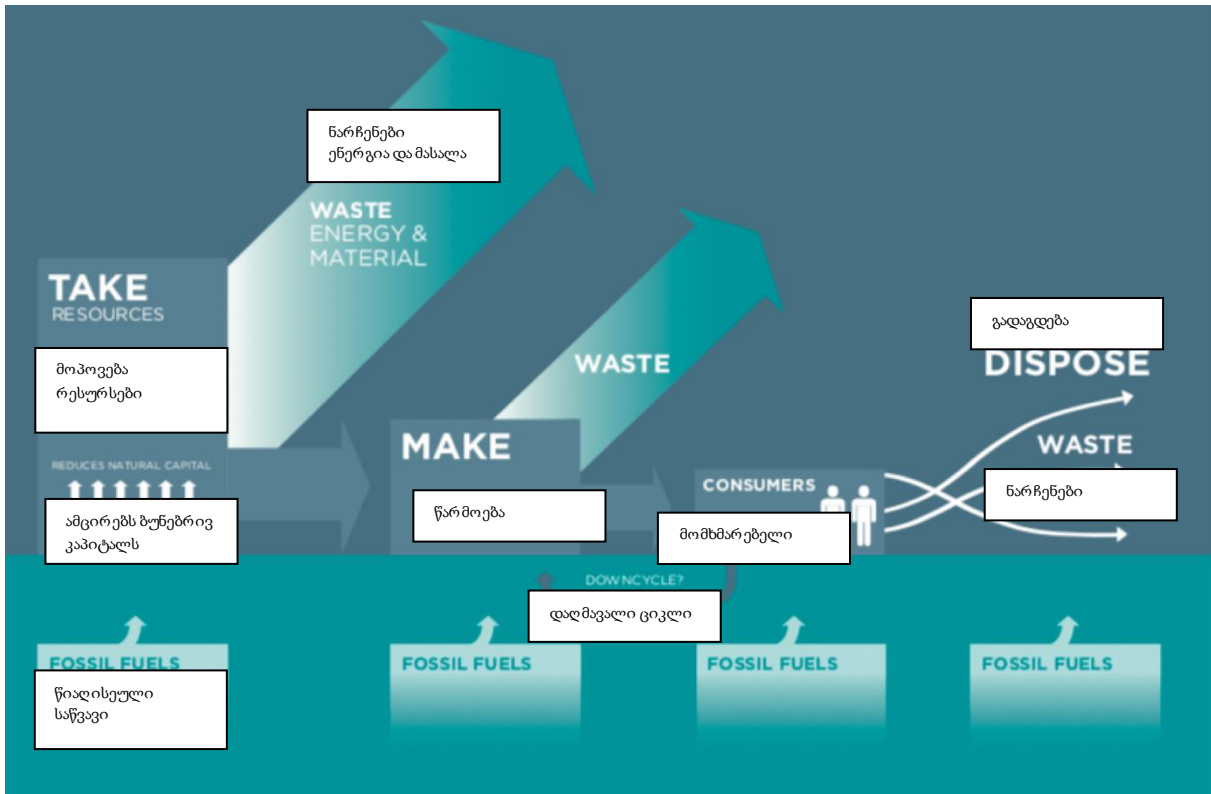 ნარჩენები
ენერგია და მასალა
WASTE
ENERGY &
MATERIAL
TAKE
RESOURCES
მოპოვება
რესურსები
REDUCES NATURAL CAPITAL
ამცირებს ბუნებრივ
კაპიტალს
WASTE
MAKE
წარმოება
CONSUMERS
მომხმარებელი
გადაგდება
DISPOSE
WASTE
ნარჩენები
DOWNCYCLE?
დაღმავალი ციკლი
FOSSIL FUELS
წიაღისეული
საწვავი
FOSSIL FUELS
FOSSIL FUELS
FOSSIL FUELS